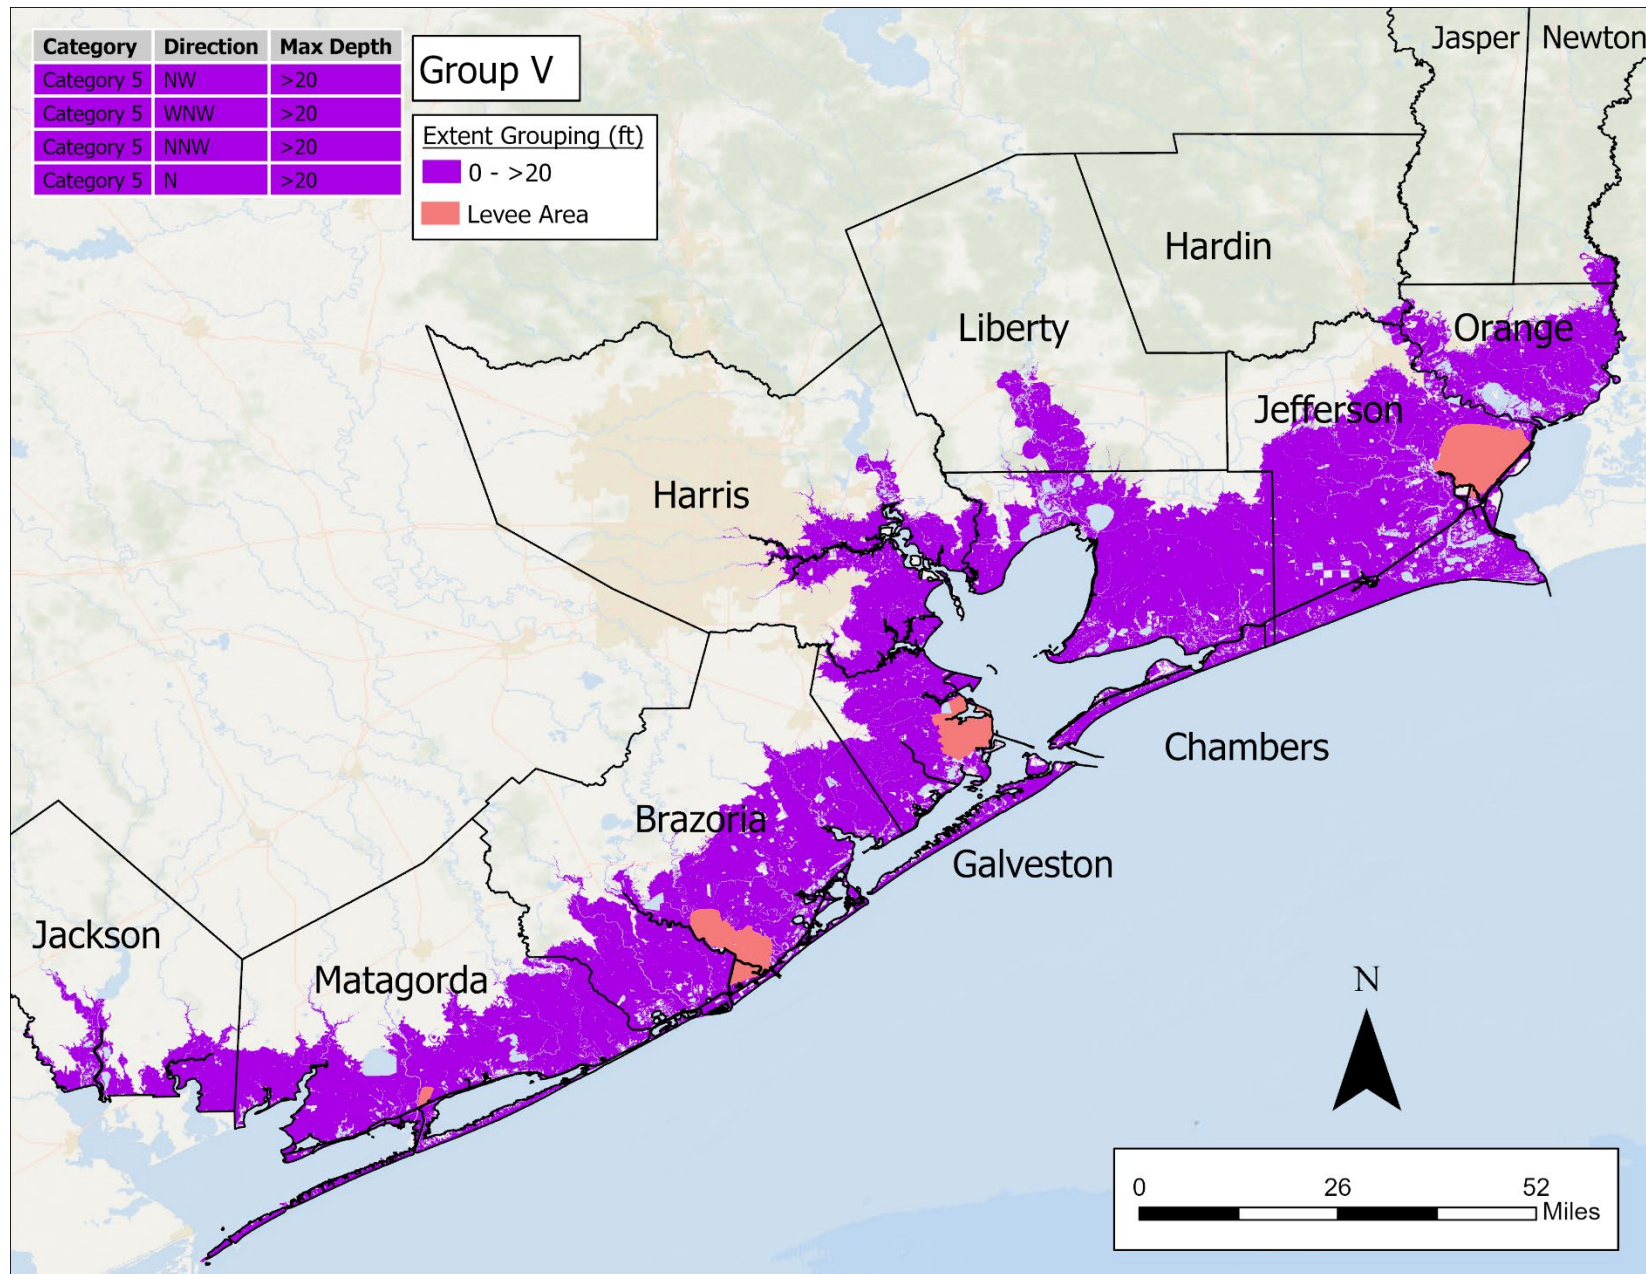 Category Direction Max Depth
Category 5 NW >20
Category 5 WNW >20
Category 5 NNW >20
Category 5 N >20
Group V
Extent Grouping (ft)
0 - >20
Levee Area
Jasper
Newton
Hardin
Liberty
Orange
Jefferson
Harris
Chambers
Brazoria
Galveston
Jackson
Matagorda
N
0 26 52
Miles